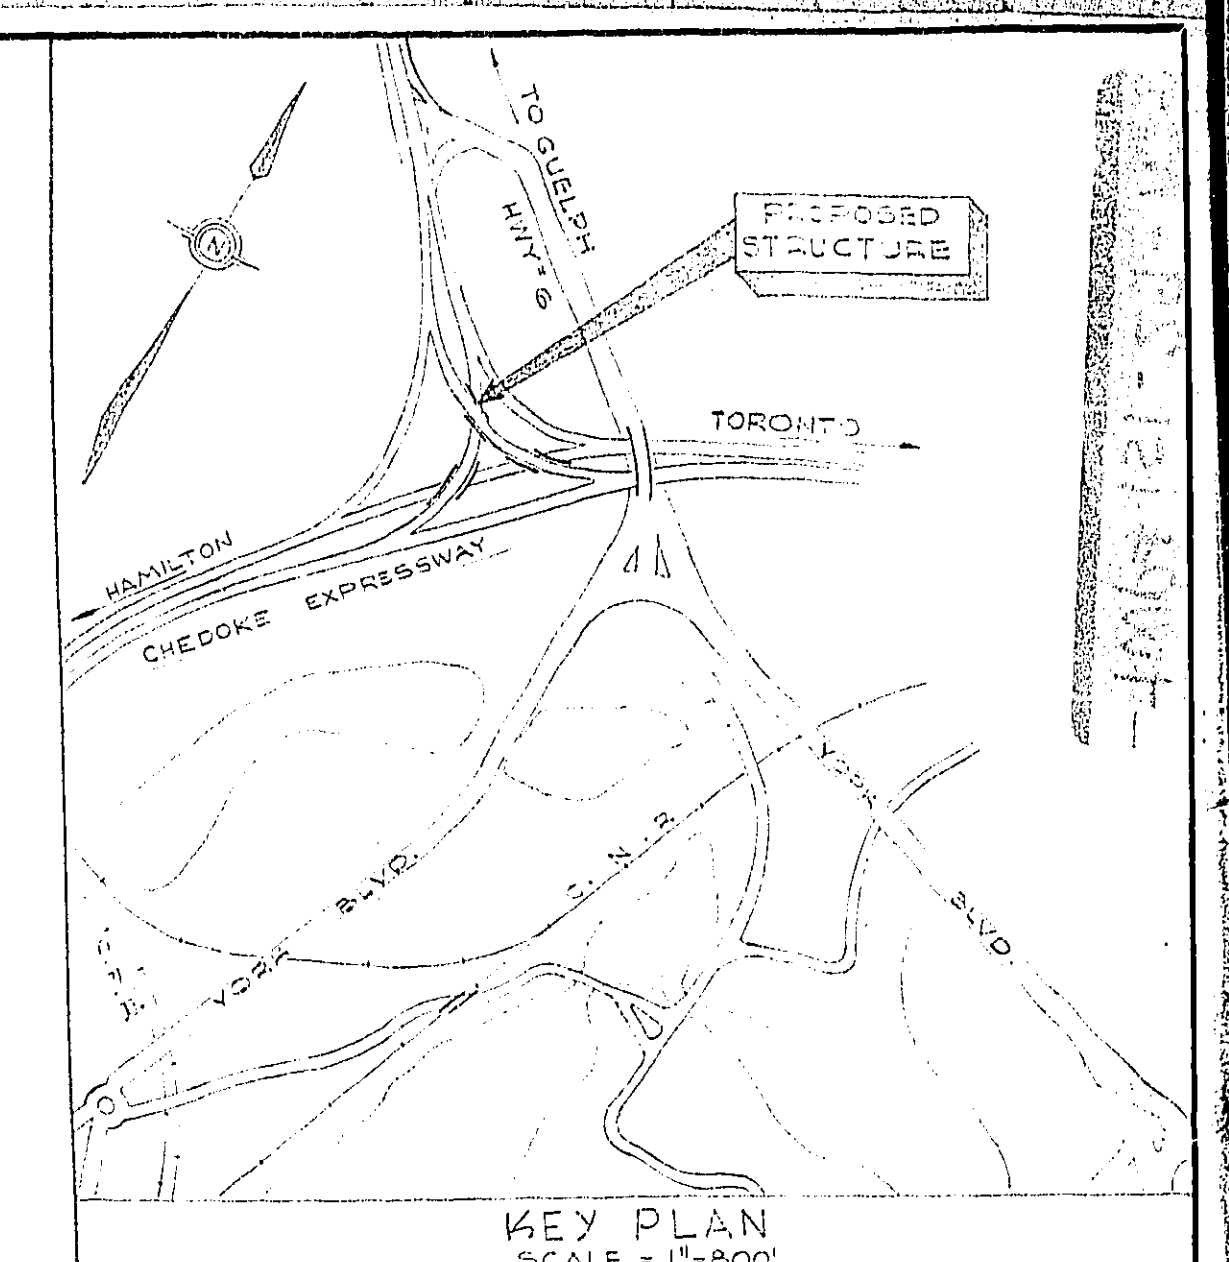 TO GUELPH
HWY 6
N
PROPOSED
STRUCTURE
TORONTO
HAMILTON
CHEDOKE EXPRESSWAY
YORK BLVD.
C. N. R.
YORK BLVD.
KEY PLAN
SCALE - 1"=800'